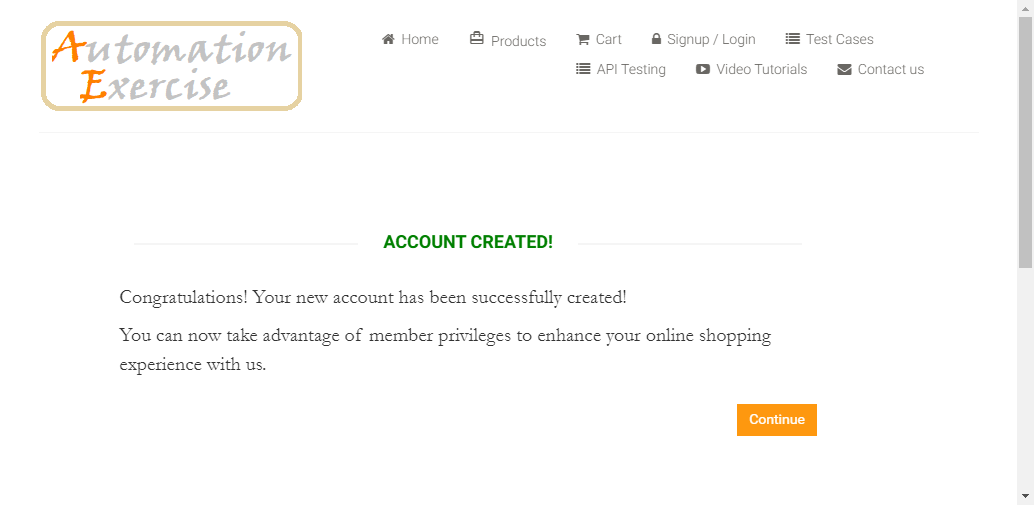 Automation
Exercise
Home
Products
Cart
Signup / Login
Test Cases
API Testing
Video Tutorials
Contact us
ACCOUNT CREATED!
Congratulations! Your new account has been successfully created!
You can now take advantage of member privileges to enhance your online shopping
experience with us.
Continue